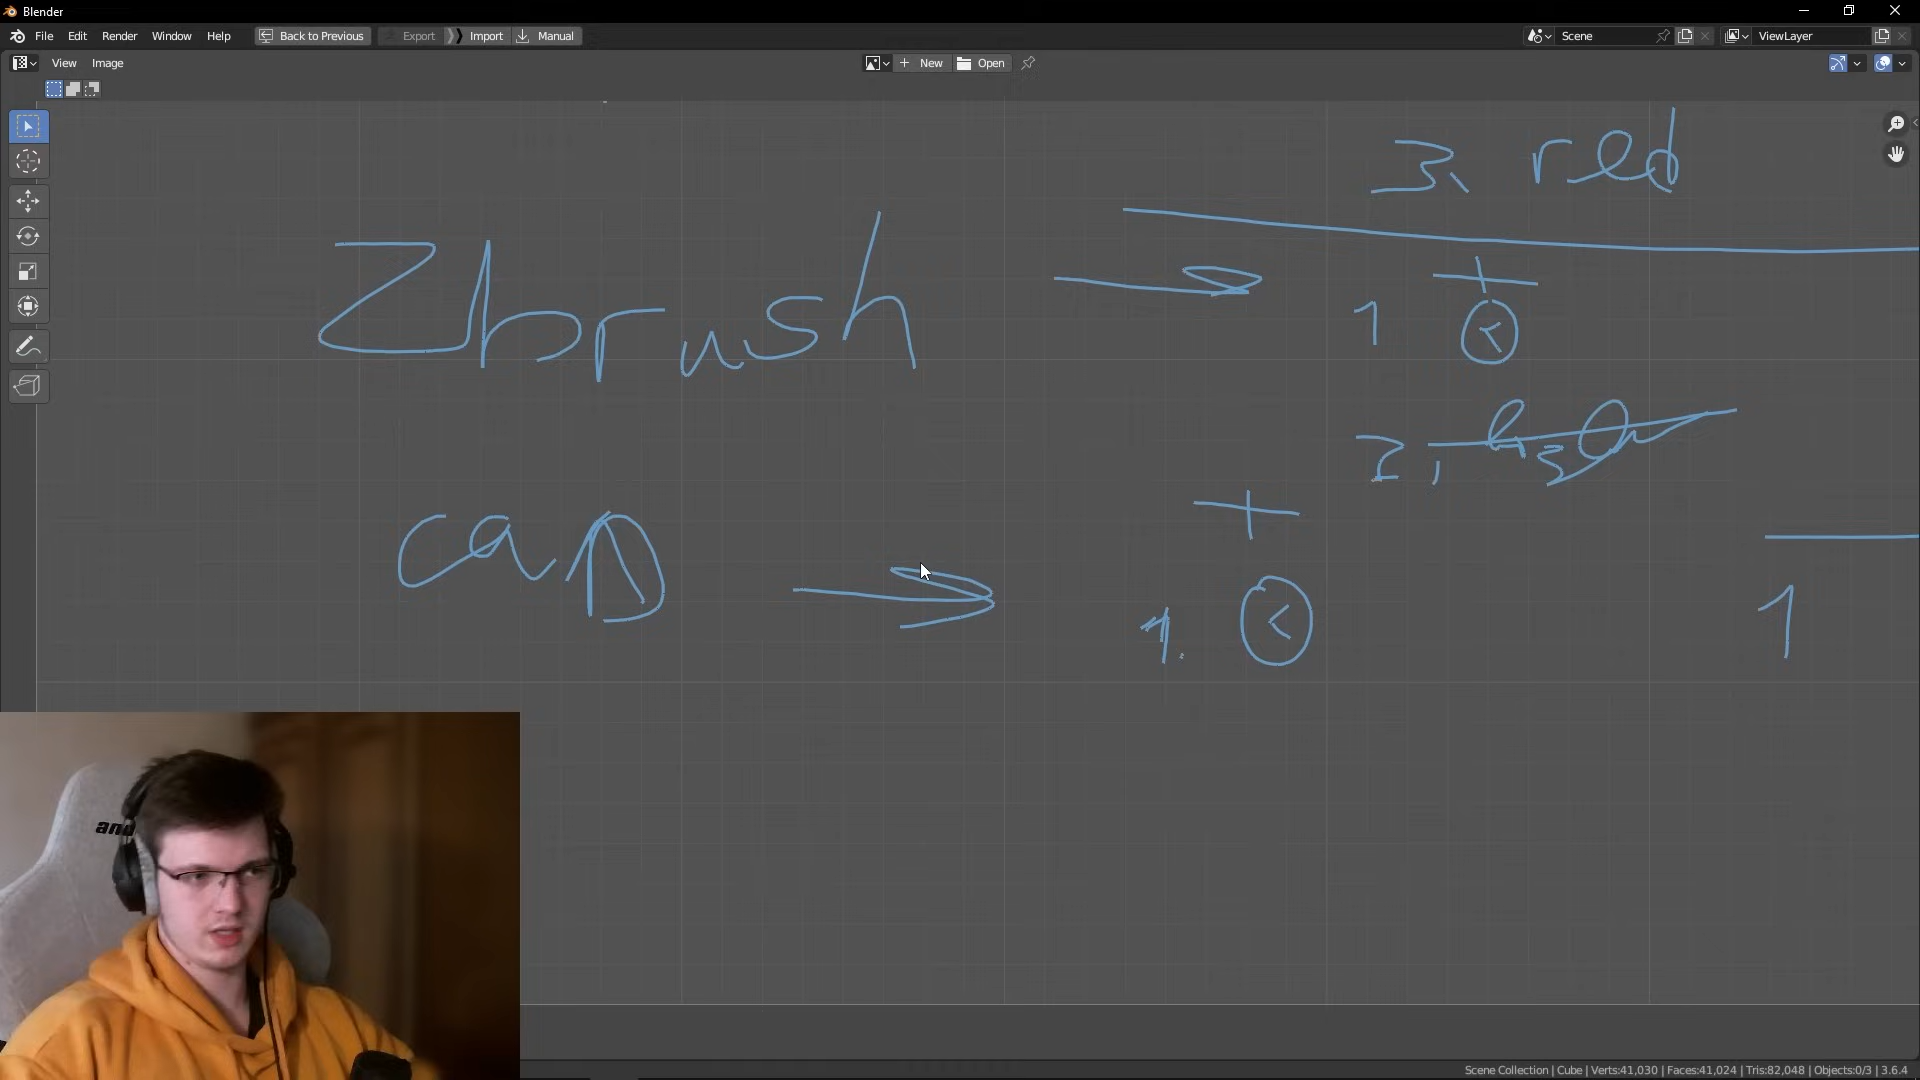 Blender
File Edit Render Window Help Back to Previous Export Import Manual Scene ViewLayer
View Image New Open
3. red
Zbrush
1
2,
CAD
1.
1
and
Scene Collection | Cube | Verts:41,030 | Faces:41,024 | Tris:82,048 | Objects:0/3 | 3.6.4